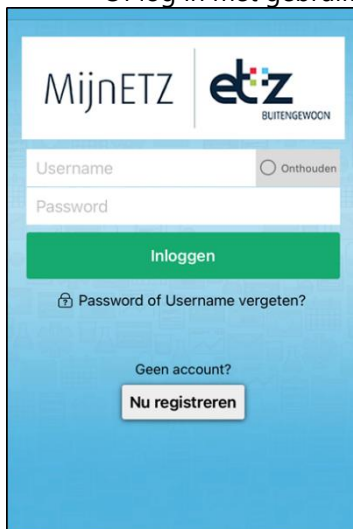 MijnETZ
etz
BUITENGEWOON
Username
Onthouden
Password
Inloggen
Password of Username vergeten?
Geen account?
Nu registreren